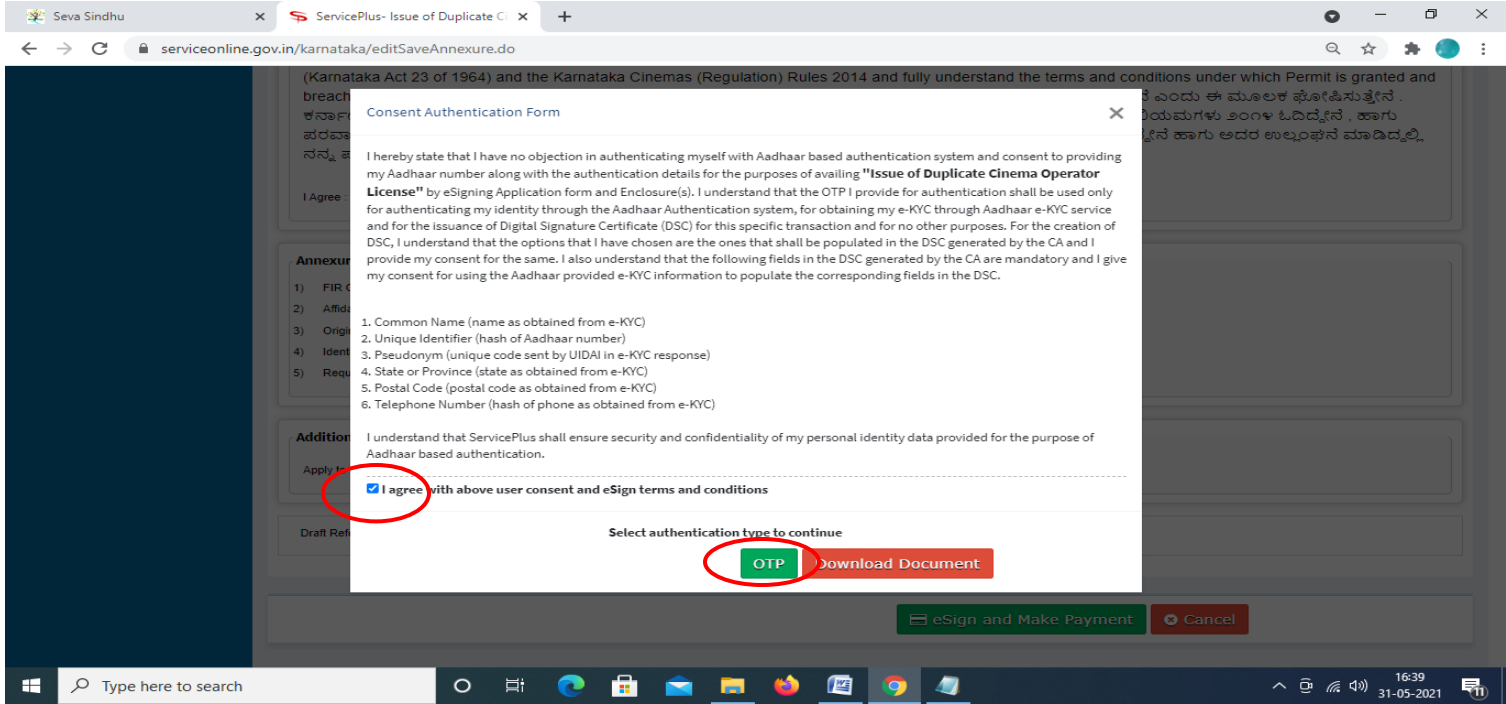 Seva Sindhu
ServicePlus- Issue of Duplicate Ci
serviceonline.gov.in/karnataka/editSaveAnnexure.do
(Karnataka Act 23 of 1964) and the Karnataka Cinemas (Regulation) Rules 2014 and fully understand the terms and conditions under which Permit is granted and
breach ನೆ ಎಂದು ಈ ಮೂಲಕ ಘೋಷಿಸುತ್ತೇನೆ .
ಕರ್ನಾ ನಿಯಮಗಳು ೨೦೧೪ ಓದಿದ್ದೇನೆ , ಹಾಗು
ಪರವಾ ದ್ದೇನೆ ಹಾಗು ಅದರ ಉಲ್ಲಂಘನೆ ಮಾಡಿದ್ದಲ್ಲಿ
ನನ್ನ ಪ
I Agree :
Consent Authentication Form
I hereby state that I have no objection in authenticating myself with Aadhaar based authentication system and consent to providing
my Aadhaar number along with the authentication details for the purposes of availing "Issue of Duplicate Cinema Operator
License" by eSigning Application form and Enclosure(s). I understand that the OTP I provide for authentication shall be used only
for authenticating my identity through the Aadhaar Authentication system, for obtaining my e-KYC through Aadhaar e-KYC service
and for the issuance of Digital Signature Certificate (DSC) for this specific transaction and for no other purposes. For the creation of
DSC, I understand that the options that I have chosen are the ones that shall be populated in the DSC generated by the CA and I
provide my consent for the same. I also understand that the following fields in the DSC generated by the CA are mandatory and I give
my consent for using the Aadhaar provided e-KYC information to populate the corresponding fields in the DSC.
1. Common Name (name as obtained from e-KYC)
2. Unique Identifier (hash of Aadhaar number)
3. Pseudonym (unique code sent by UIDAI in e-KYC response)
4. State or Province (state as obtained from e-KYC)
5. Postal Code (postal code as obtained from e-KYC)
6. Telephone Number (hash of phone as obtained from e-KYC)
I understand that ServicePlus shall ensure security and confidentiality of my personal identity data provided for the purpose of
Aadhaar based authentication.
I agree with above user consent and eSign terms and conditions
Select authentication type to continue
OTP Download Document
Annexur
1) FIR C
2) Affida
3) Origi
4) Ident
5) Requ
Addition
Apply to
Draft Ref
eSign and Make Payment Cancel
Type here to search
16:39
31-05-2021
11